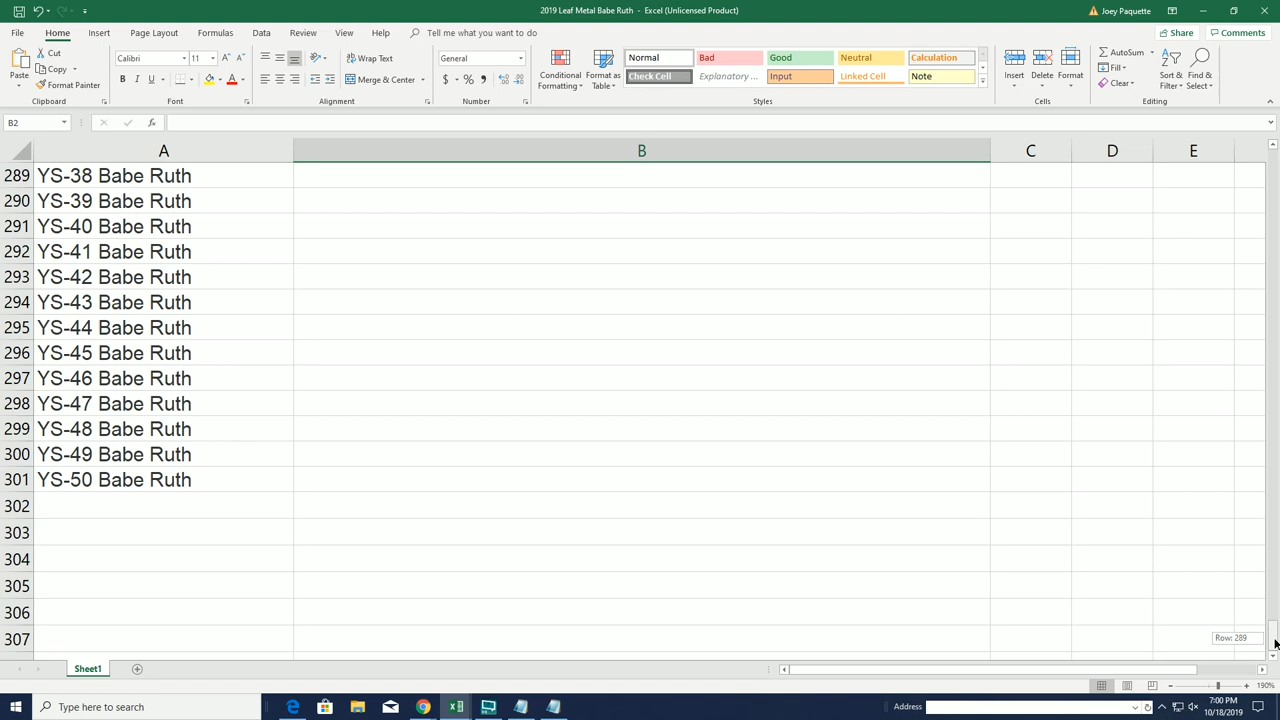 2019 Leaf Metal Babe Ruth - Excel (Unlicensed Product)
Joey Paquette
File Home Insert Page Layout Formulas Data Review View Help Tell me what you want to do
Share Comments
Paste
Cut
Copy
Format Painter
Clipboard
Calibri 11
B I U
Font
Wrap Text
Merge & Center
Alignment
General
$ % ,
Number
Conditional Formatting
Format as Table
Normal Bad Good Neutral Calculation
Check Cell Explanatory ... Input Linked Cell Note
Styles
Insert Delete Format
Cells
AutoSum
Fill
Clear
Sort & Filter
Find & Select
Editing
B2
fx
A B C D E
289 YS-38 Babe Ruth
290 YS-39 Babe Ruth
291 YS-40 Babe Ruth
292 YS-41 Babe Ruth
293 YS-42 Babe Ruth
294 YS-43 Babe Ruth
295 YS-44 Babe Ruth
296 YS-45 Babe Ruth
297 YS-46 Babe Ruth
298 YS-47 Babe Ruth
299 YS-48 Babe Ruth
300 YS-49 Babe Ruth
301 YS-50 Babe Ruth
302
303
304
305
306
307
Row: 289
Sheet1
190%
Type here to search
Address
7:00 PM
10/18/2019